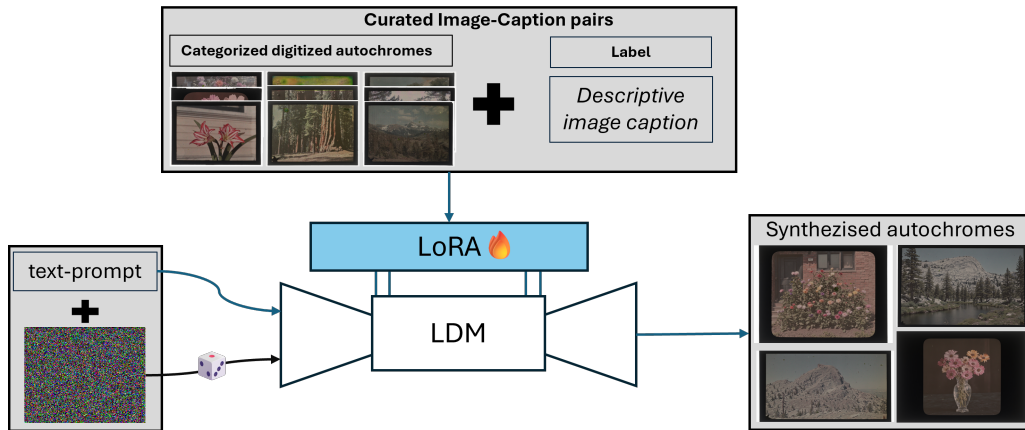 Curated Image-Caption pairs
Categorized digitized autochromes
Label
Descriptive
image caption
LoRA
Synthezised autochromes
text-prompt
LDM